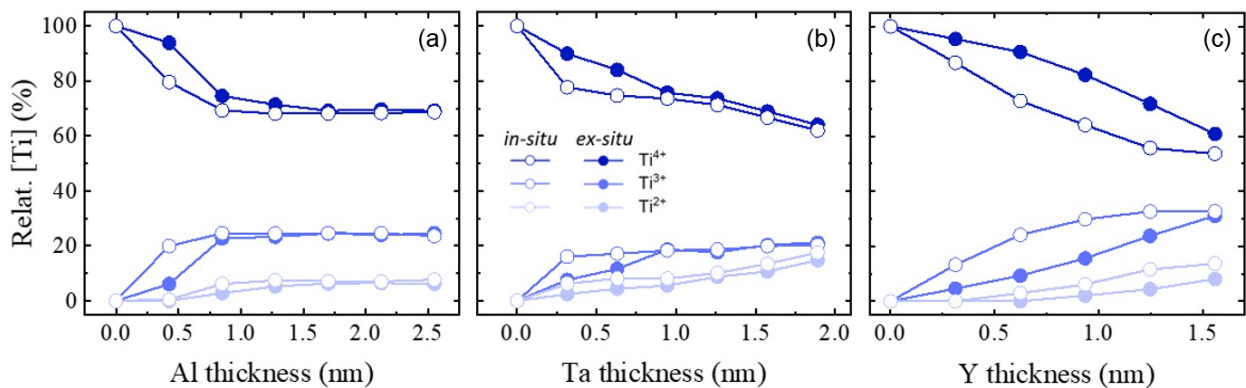 100
80
60
40
20
0
Relat. [Ti] (%)
(a)
(b)
(c)
in-situ ex-situ
Ti⁴⁺
Ti³⁺
Ti²⁺
0.0 0.5 1.0 1.5 2.0 2.5
0.0 0.5 1.0 1.5 2.0
0.0 0.5 1.0 1.5
Al thickness (nm)
Ta thickness (nm)
Y thickness (nm)